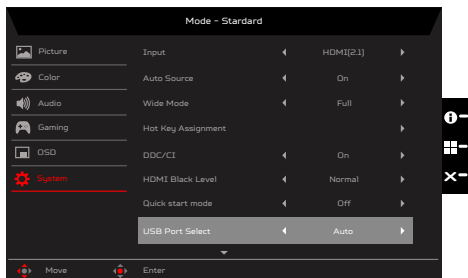 Mode - Standard
Picture
Input HDMI(2.1)
Color
Auto Source On
Audio
Wide Mode Full
Gaming
Hot Key Assignment
OSD
DDC/CI On
System
HDMI Black Level Normal
Quick start mode Off
USB Port Select Auto
Move Enter